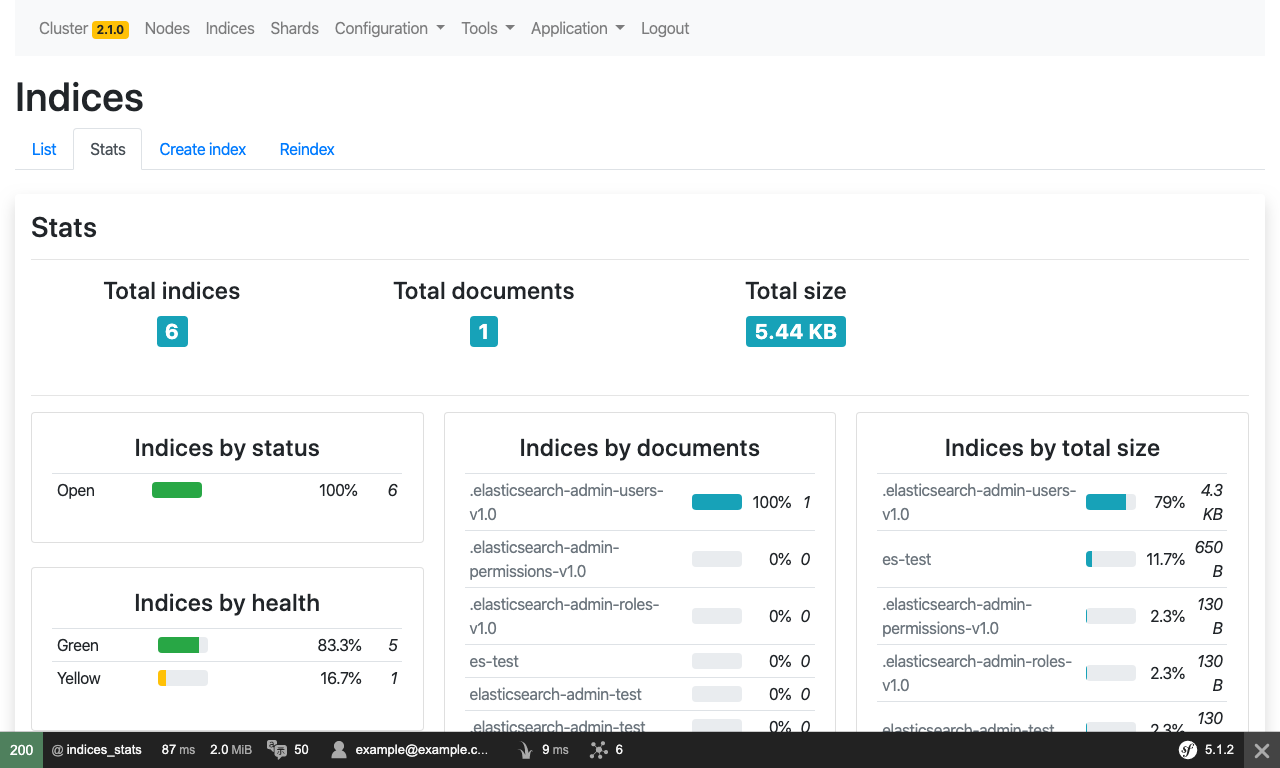 Cluster 2.1.0 Nodes Indices Shards Configuration Tools Application Logout
Indices
List Stats Create index Reindex
Stats
Total indices Total documents Total size
6 1 5.44 KB
Indices by status
Open 100% 6
Indices by health
Green 83.3% 5
Yellow 16.7% 1
Indices by documents
.elasticsearch-admin-users-
v1.0 100% 1
.elasticsearch-admin-
permissions-v1.0 0% 0
.elasticsearch-admin-roles-
v1.0 0% 0
es-test 0% 0
elasticsearch-admin-test 0% 0
.elasticsearch-admin-test 0% 0
Indices by total size
.elasticsearch-admin-users-
v1.0 79% 4.3
KB
es-test 11.7% 650
B
.elasticsearch-admin-
permissions-v1.0 2.3% 130
B
.elasticsearch-admin-roles-
v1.0 2.3% 130
B
elasticsearch-admin-test 2.3% 130
200 @ indices_stats 87 ms 2.0 MiB 50 example@example.c... 9 ms 6 sf 5.1.2